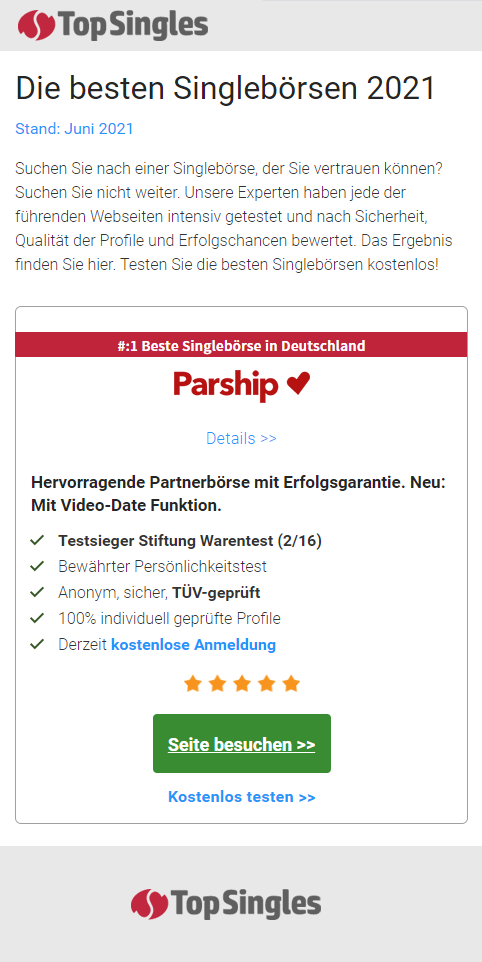 TopSingles
Die besten Singlebörsen 2021
Stand: Juni 2021
Suchen Sie nach einer Singlebörse, der Sie vertrauen können?
Suchen Sie nicht weiter. Unsere Experten haben jede der
führenden Webseiten intensiv getestet und nach Sicherheit,
Qualität der Profile und Erfolgschancen bewertet. Das Ergebnis
finden Sie hier. Testen Sie die besten Singlebörsen kostenlos!
#:1 Beste Singlebörse in Deutschland
Parship
Details >>
Hervorragende Partnerbörse mit Erfolgsgarantie. Neu:
Mit Video-Date Funktion.
Testsieger Stiftung Warentest (2/16)
Bewährter Persönlichkeitstest
Anonym, sicher, TÜV-geprüft
100% individuell geprüfte Profile
Derzeit kostenlose Anmeldung
Seite besuchen >>
Kostenlos testen >>
TopSingles